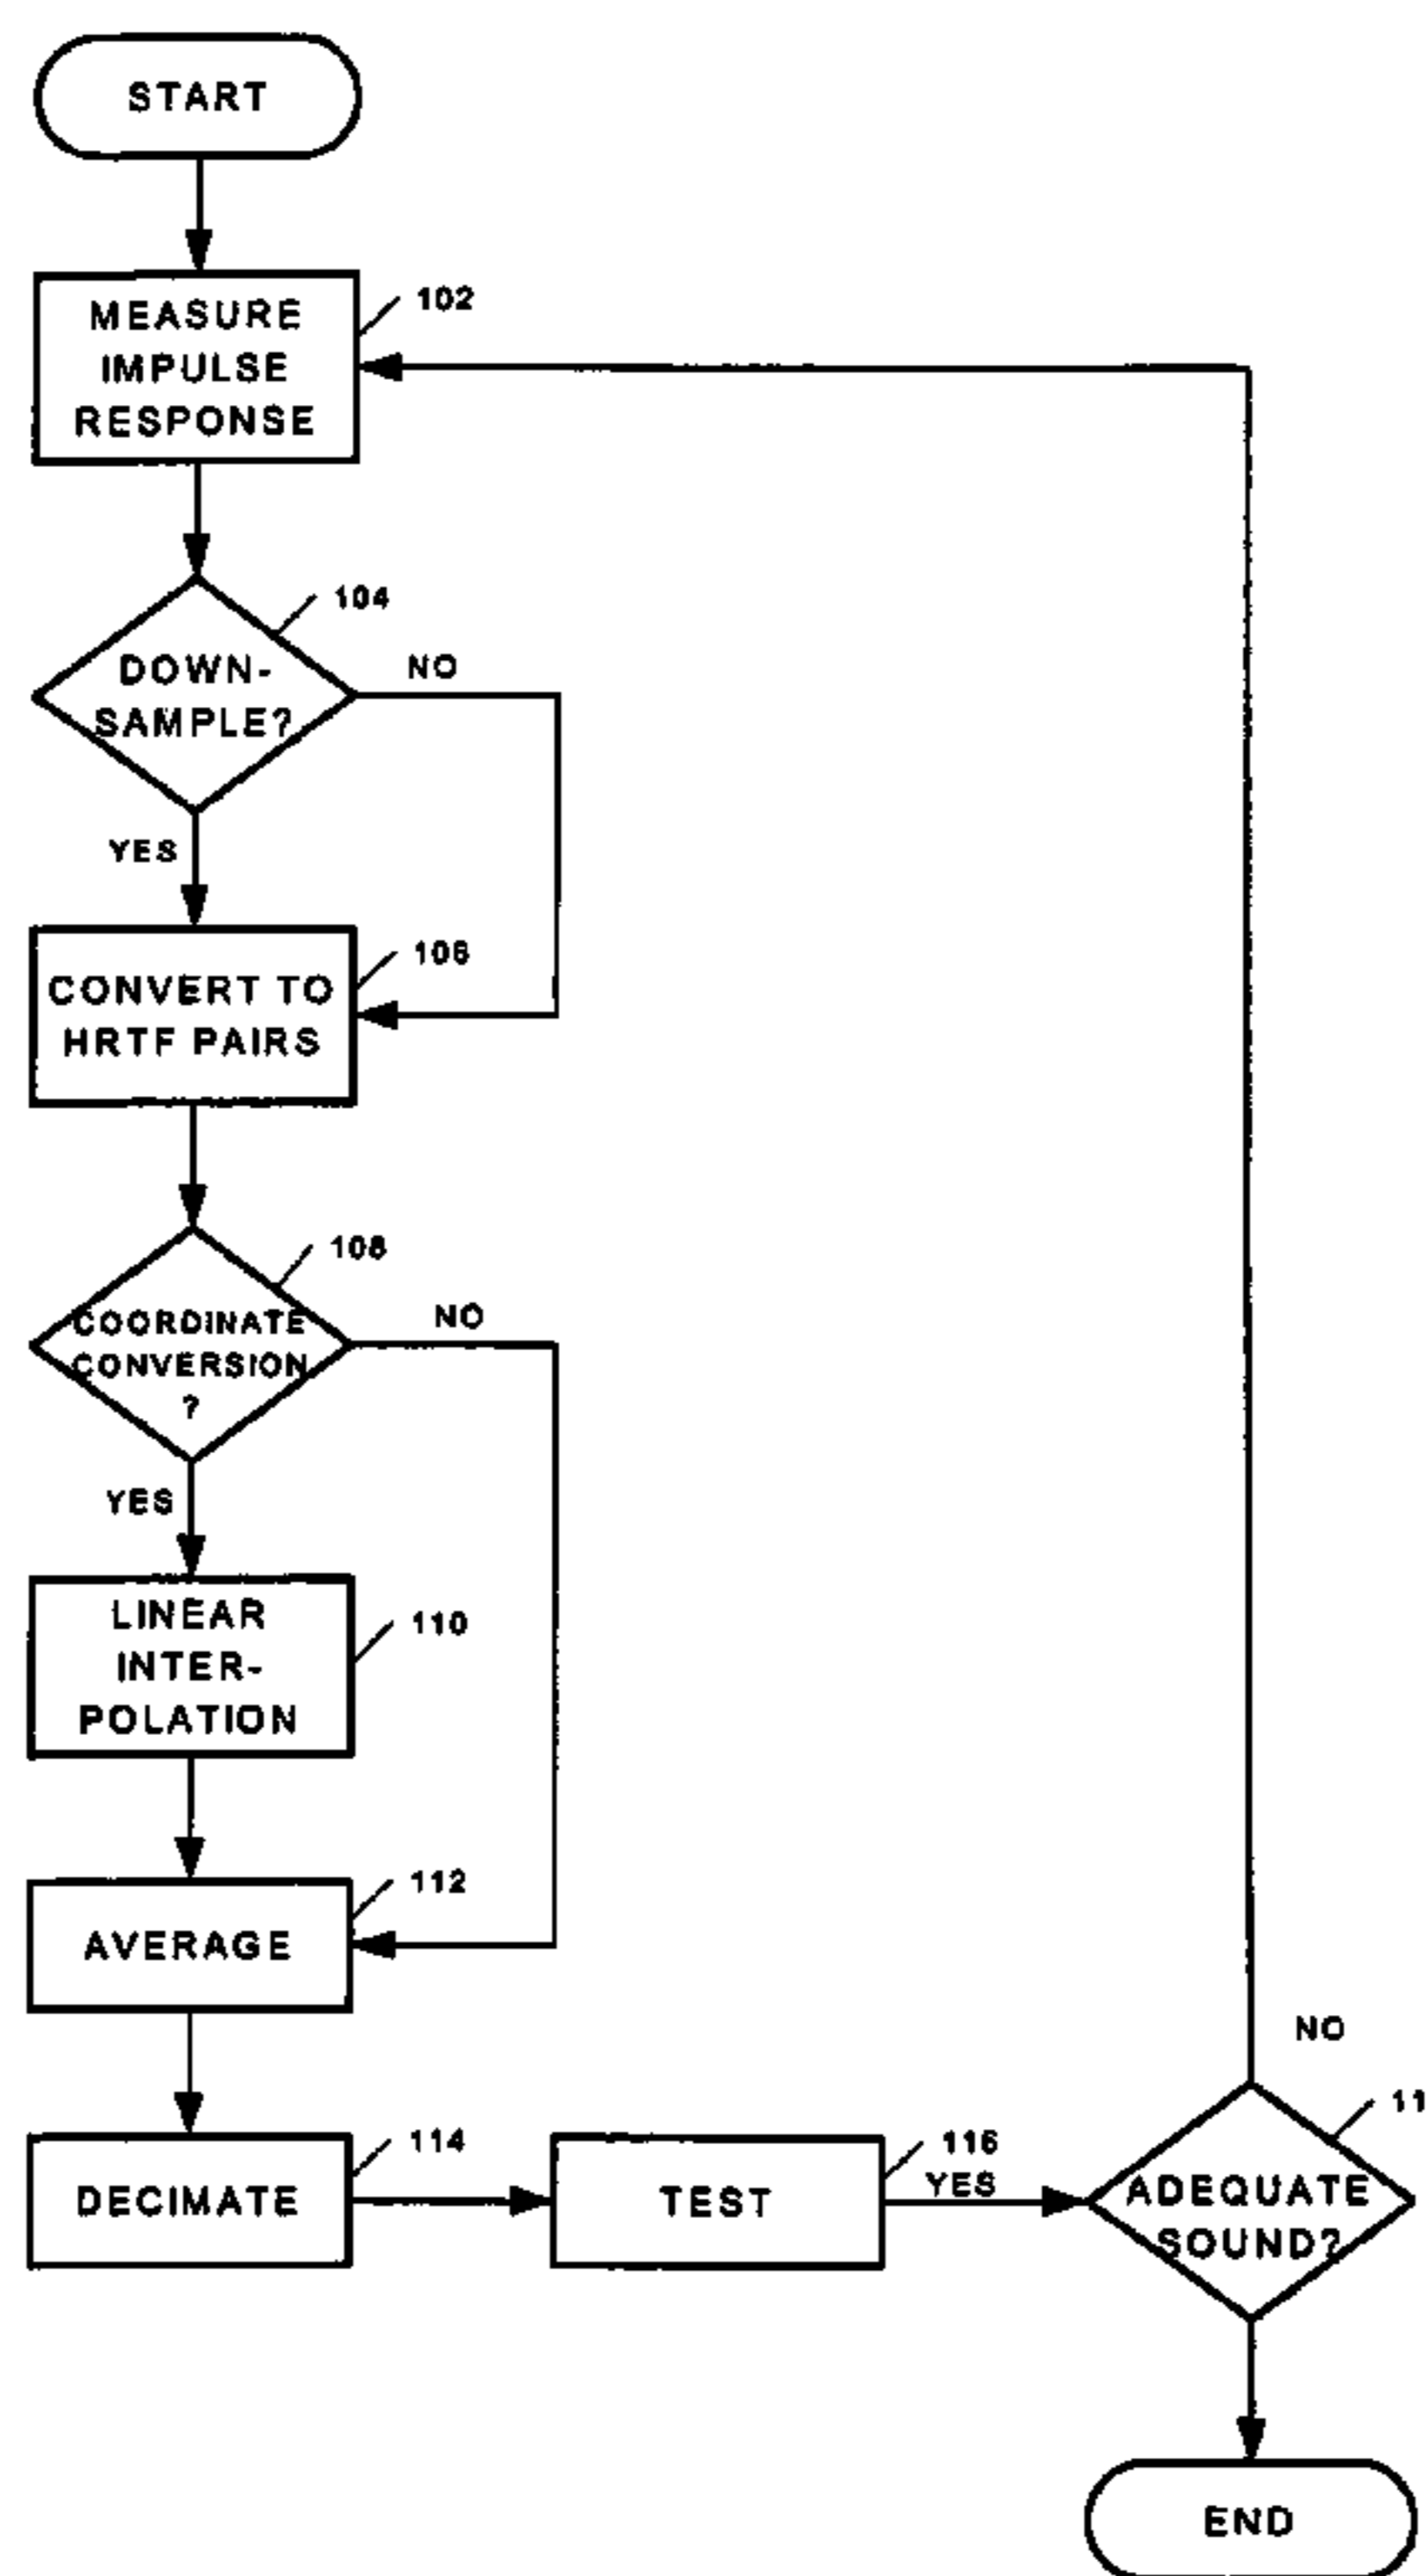 START
MEASURE
IMPULSE
RESPONSE
102
104
DOWN-
SAMPLE?
NO
YES
106
CONVERT TO
HRTF PAIRS
108
COORDINATE
CONVERSION
?
NO
YES
LINEAR
INTER-
POLATION
110
112
AVERAGE
NO
114
DECIMATE
116
TEST
YES
11
ADEQUATE
SOUND?
END